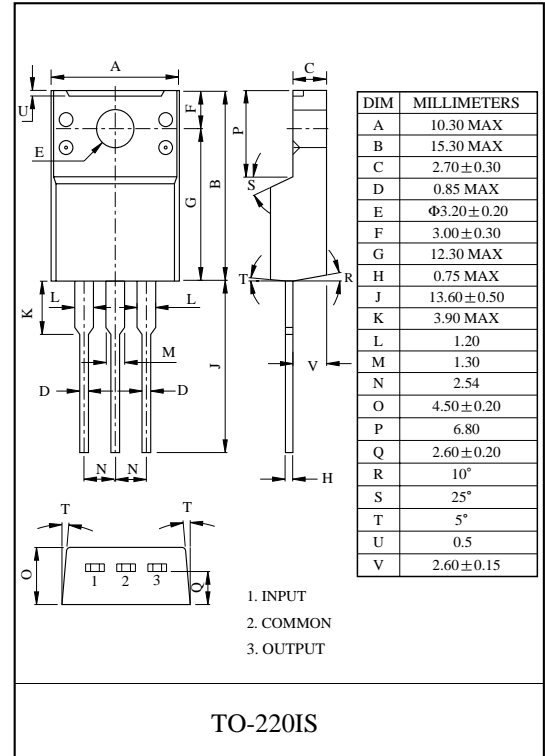 A
C
U
F
P
E
S
B
G
T
R
L
L
K
M
V
J
D
D
N
N
H
T
T
O
Q
1
2
3
DIM MILLIMETERS
A 10.30 MAX
B 15.30 MAX
C 2.70±0.30
D 0.85 MAX
E Φ3.20±0.20
F 3.00±0.30
G 12.30 MAX
H 0.75 MAX
J 13.60±0.50
K 3.90 MAX
L 1.20
M 1.30
N 2.54
O 4.50±0.20
P 6.80
Q 2.60±0.20
R 10°
S 25°
T 5°
U 0.5
V 2.60±0.15
1. INPUT
2. COMMON
3. OUTPUT
TO-220IS